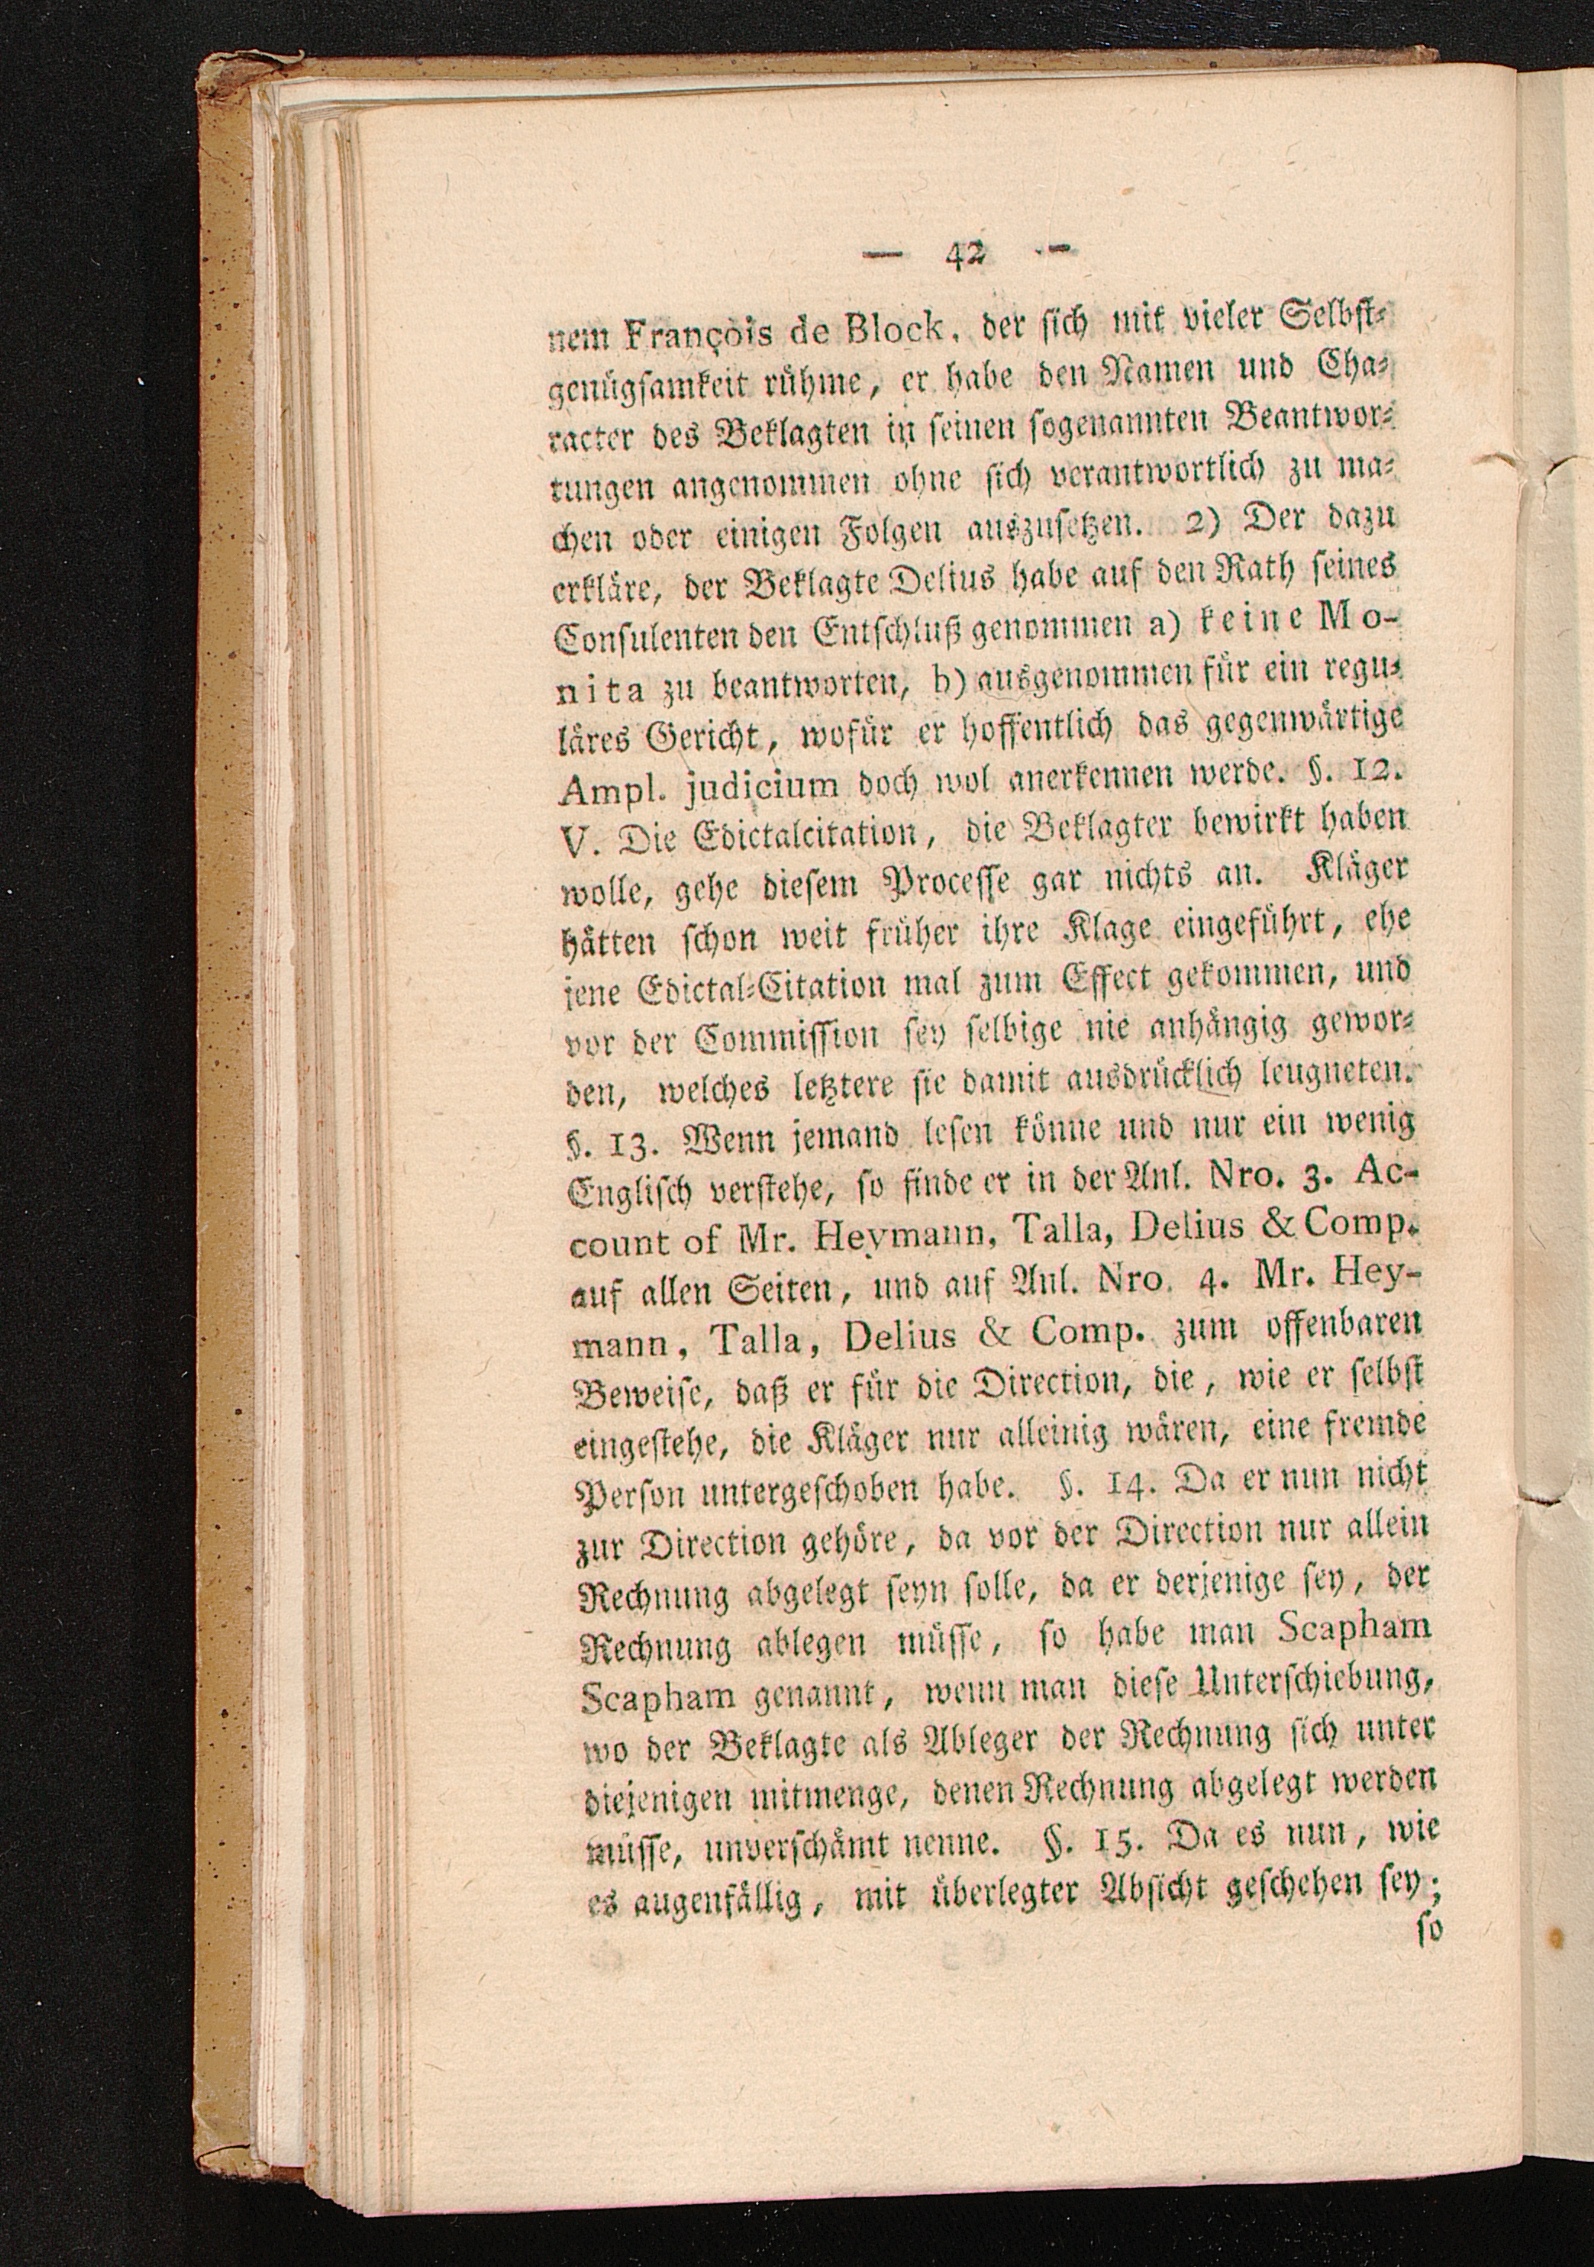 — 42 —
nem François de Block, der ſich mit vieler Selbſt-
genügſamkeit rühme, er habe den Namen und Cha-
racter des Beklagten in ſeinen ſogenannten Beantwor-
tungen angenommen ohne ſich verantwortlich zu ma-
chen oder einigen Folgen auszuſetzen. 2) Der dazu
erkläre, der Beklagte Delius habe auf den Rath ſeines
Conſulenten den Entſchluß genommen a) keine Mo-
nita zu beantworten, b) ausgenommen für ein regu-
läres Gericht, wofür er hoffentlich das gegenwärtige
Ampl. judicium doch wol anerkennen werde. §. 12.
V. Die Edictalcitation, die Beklagter bewirkt haben
wolle, gehe dieſem Proceſſe gar nichts an. Kläger
hätten ſchon weit früher ihre Klage eingeführt, ehe
jene Edictal-Citation mal zum Effect gekommen, und
vor der Commiſſion ſey ſelbige nie anhängig gewor-
den, welches letztere ſie damit ausdrücklich leugneten.
§. 13. Wenn jemand leſen könne und nur ein wenig
Engliſch verſtehe, ſo finde er in der Anl. Nro. 3. Ac-
count of Mr. Heymann, Talla, Delius & Comp.
auf allen Seiten, und auf Anl. Nro. 4. Mr. Hey-
mann, Talla, Delius & Comp. zum offenbaren
Beweiſe, daß er für die Direction, die, wie er ſelbſt
eingeſtehe, die Kläger nur alleinig wären, eine fremde
Perſon untergeſchoben habe. §. 14. Da er nun nicht
zur Direction gehöre, da vor der Direction nur allein
Rechnung abgelegt ſeyn ſolle, da er derjenige ſey, der
Rechnung ablegen müſſe, ſo habe man Scapham
Scapham genannt, wenn man dieſe Unterſchiebung,
wo der Beklagte als Ableger der Rechnung ſich unter
diejenigen mitmenge, denen Rechnung abgelegt werden
müſſe, unverſchämt nenne. §. 15. Da es nun, wie
es augenfällig, mit überlegter Abſicht geſchehen ſey;
ſo